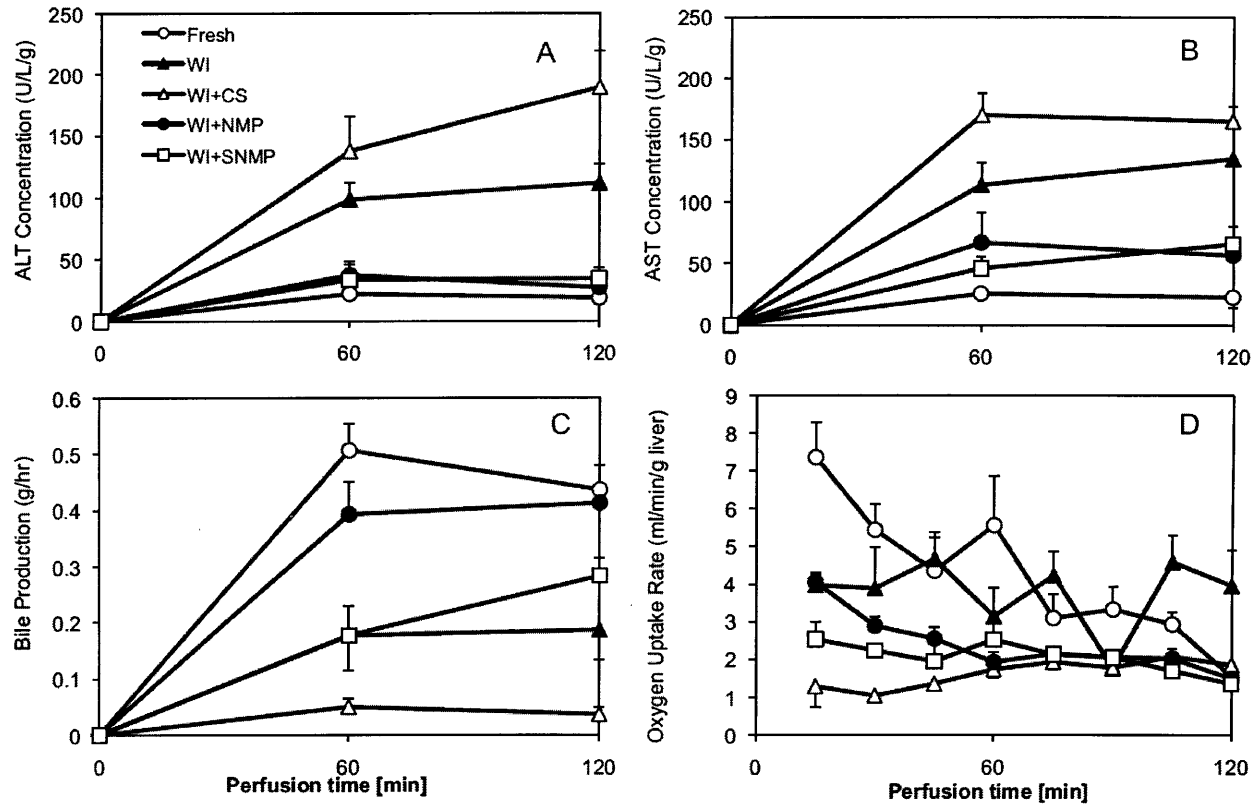 A
ALT Concentration (U/L/g)
250
200
150
100
50
0
0
60
120
Fresh
WI
WI+CS
WI+NMP
WI+SNMP
B
AST Concentration (U/L/g)
250
200
150
100
50
0
0
60
120
C
Bile Production (g/hr)
0.6
0.5
0.4
0.3
0.2
0.1
0
0
60
120
Perfusion time [min]
D
Oxygen Uptake Rate (ml/min/g liver)
9
8
7
6
5
4
3
2
1
0
0
60
120
Perfusion time [min]